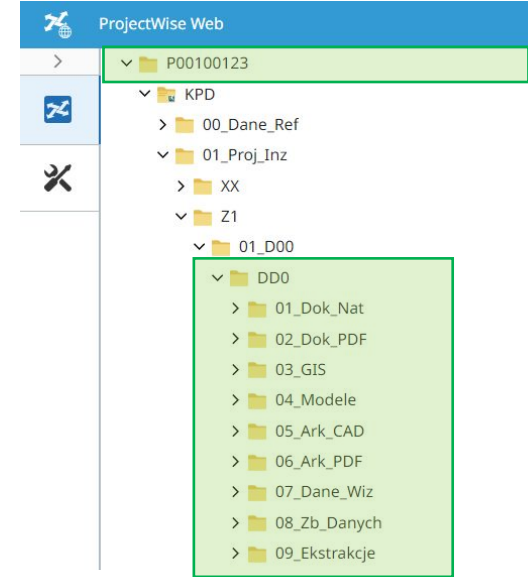 ProjectWise Web
P00100123
KPD
00_Dane_Ref
01_Proj_Inz
XX
Z1
01_D00
DD0
01_Dok_Nat
02_Dok_PDF
03_GIS
04_Modele
05_Ark_CAD
06_Ark_PDF
07_Dane_Wiz
08_Zb_Danych
09_Ekstrakcje